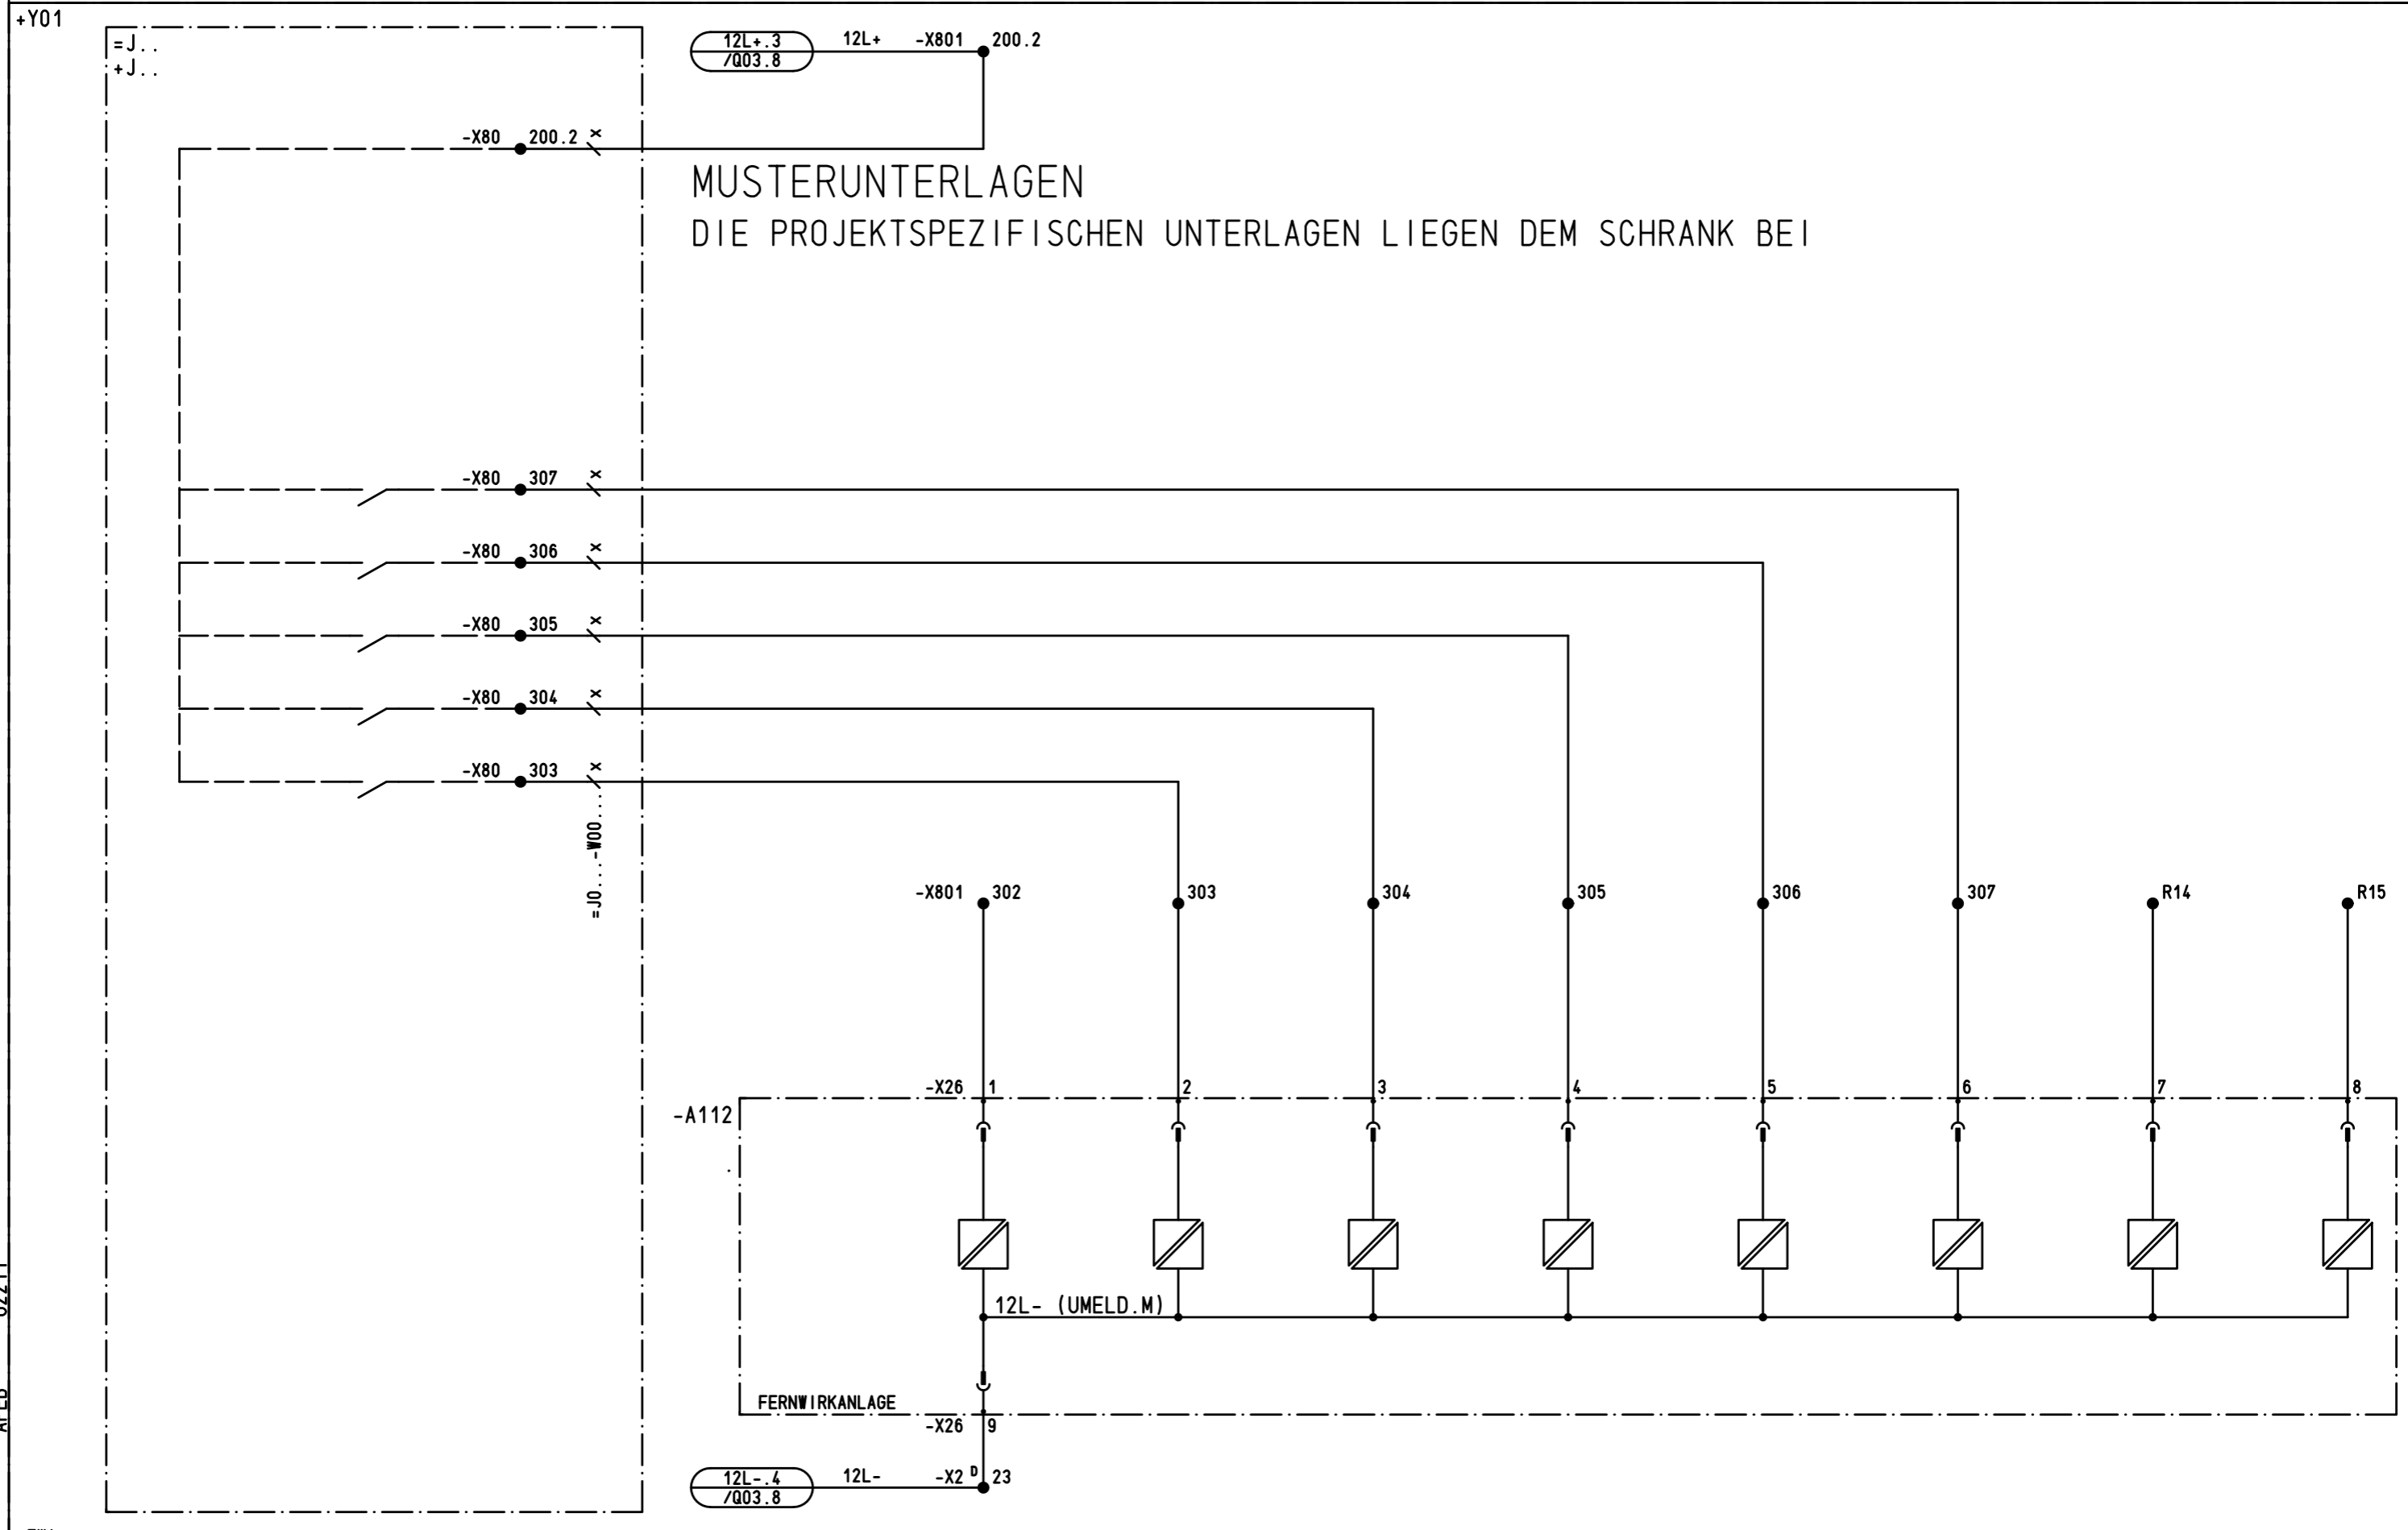 +Y01
=J..
+J..
12L+.3
/Q03.8
12L+
-X801
200.2
-X80 200.2 x
MUSTERUNTERLAGEN
DIE PROJEKTSPEZIFISCHEN UNTERLAGEN LIEGEN DEM SCHRANK BEI
-X80 307 x
-X80 306 x
-X80 305 x
-X80 304 x
-X80 303 x
=J0...-W00....
-X801 302 303 304 305 306 307 R14 R15
-X26 1 2 3 4 5 6 7 8
-A112
12L- (UMELD.M)
FERNWIRKANLAGE
-X26 9
12L-.4
/Q03.8
12L-
-X2 D 23